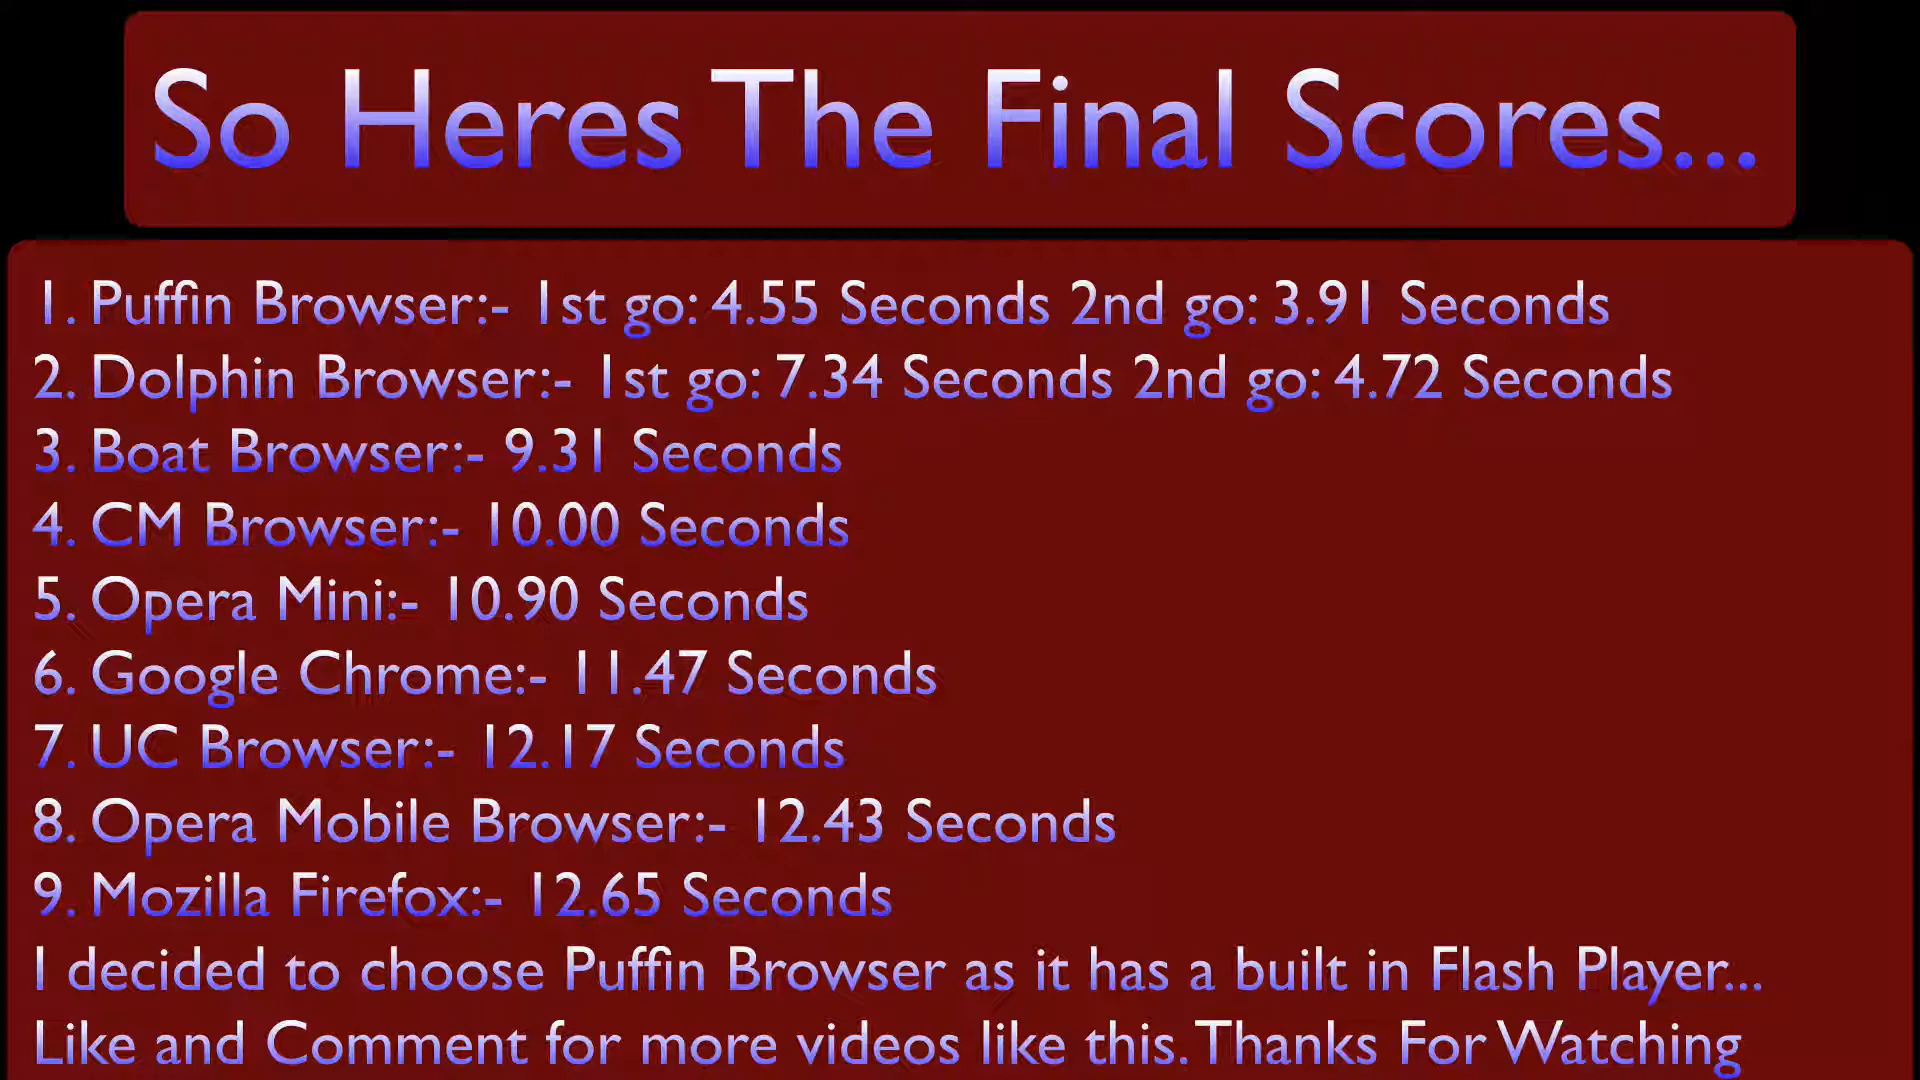 So Heres The Final Scores...
1. Puffin Browser:- 1st go: 4.55 Seconds 2nd go: 3.91 Seconds
2. Dolphin Browser:- 1st go: 7.34 Seconds 2nd go: 4.72 Seconds
3. Boat Browser:- 9.31 Seconds
4. CM Browser:- 10.00 Seconds
5. Opera Mini:- 10.90 Seconds
6. Google Chrome:- 11.47 Seconds
7. UC Browser:- 12.17 Seconds
8. Opera Mobile Browser:- 12.43 Seconds
9. Mozilla Firefox:- 12.65 Seconds
I decided to choose Puffin Browser as it has a built in Flash Player...
Like and Comment for more videos like this. Thanks For Watching